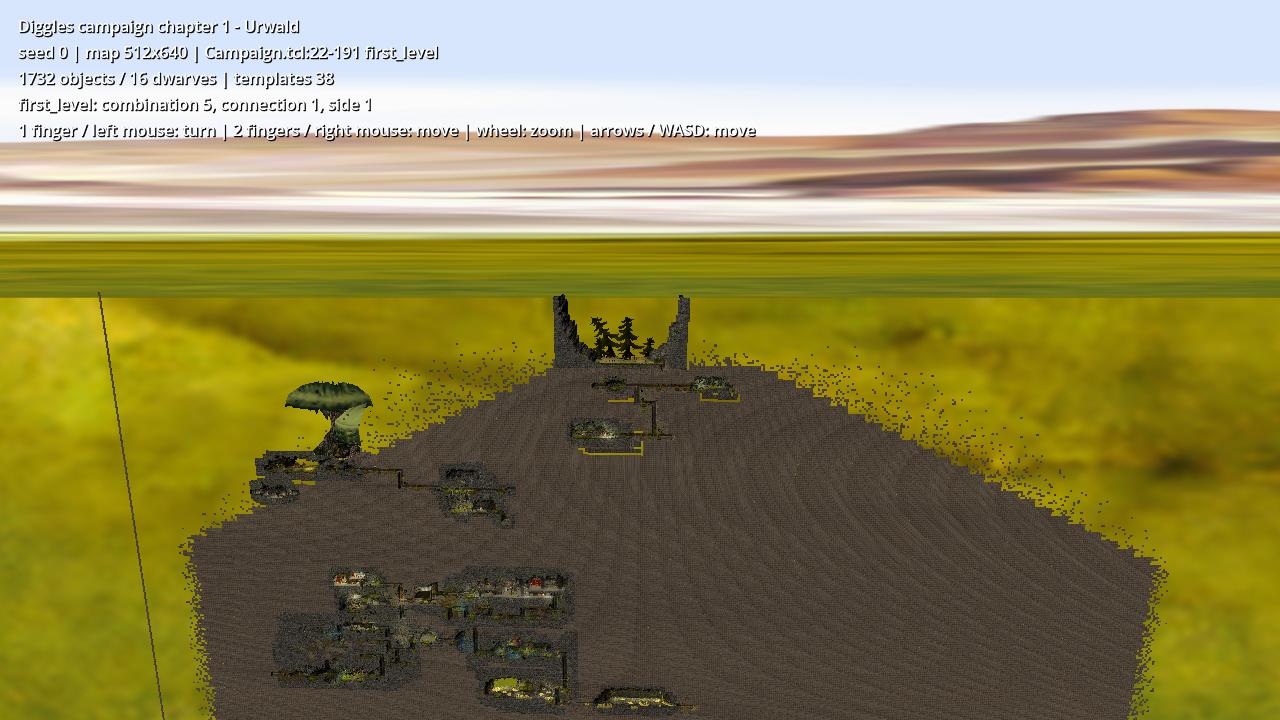 Diggles campaign chapter 1 - Urwald
seed 0 | map 512x640 | Campaign.tcl:22-191 first_level
1732 objects / 16 dwarves | templates 38
first_level: combination 5, connection 1, side 1
1 finger / left mouse: turn | 2 fingers / right mouse: move | wheel: zoom | arrows / WASD: move